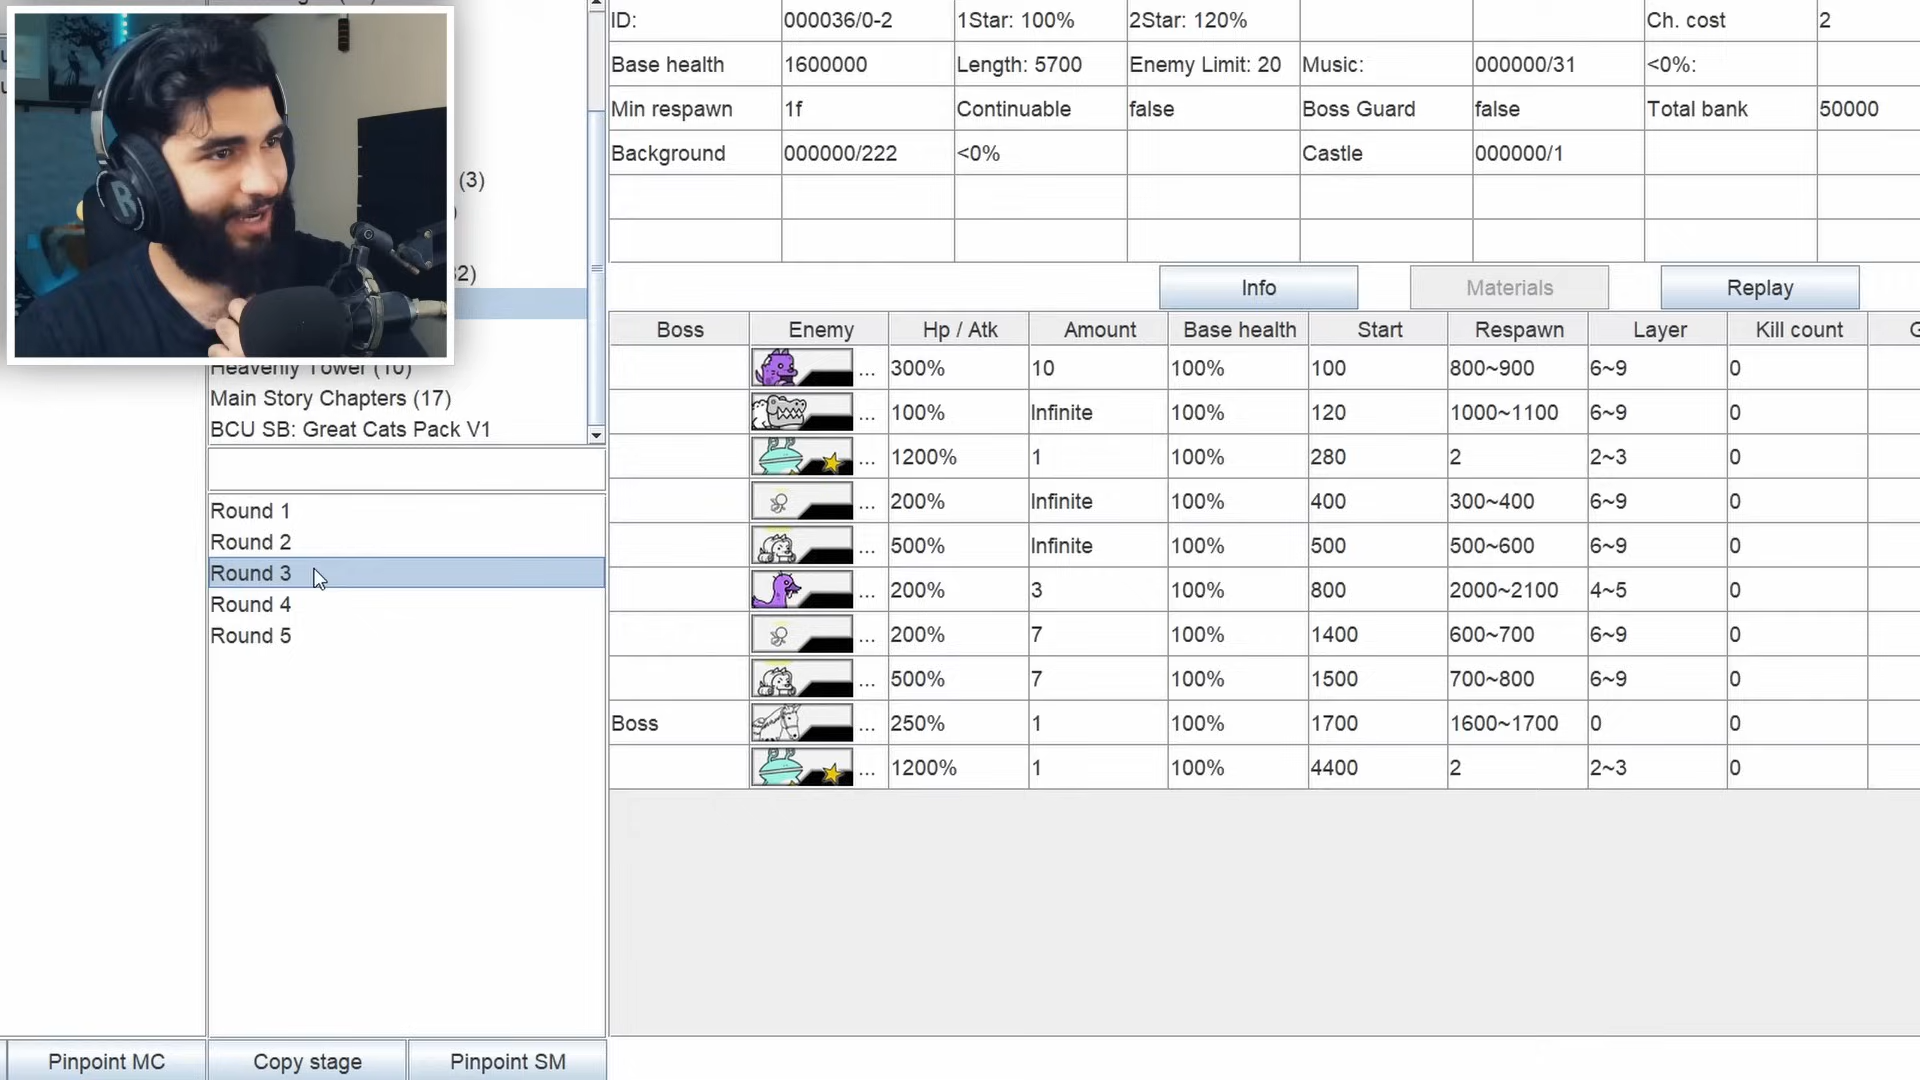 ID: 000036/0-2 1Star: 100% 2Star: 120% Ch. cost 2
Base health 1600000 Length: 5700 Enemy Limit: 20 Music: 000000/31 <0%:
Min respawn 1f Continuable false Boss Guard false Total bank 50000
Background 000000/222 <0% Castle 000000/1
(3)
Info Materials Replay
Boss Enemy Hp / Atk Amount Base health Start Respawn Layer Kill count
... 300% 10 100% 100 800~900 6~9 0
... 100% Infinite 100% 120 1000~1100 6~9 0
... 1200% 1 100% 280 2 2~3 0
... 200% Infinite 100% 400 300~400 6~9 0
... 500% Infinite 100% 500 500~600 6~9 0
... 200% 3 100% 800 2000~2100 4~5 0
... 200% 7 100% 1400 600~700 6~9 0
... 500% 7 100% 1500 700~800 6~9 0
Boss ... 250% 1 100% 1700 1600~1700 0 0
... 1200% 1 100% 4400 2 2~3 0
Heavenly Tower (10)
Main Story Chapters (17)
BCU SB: Great Cats Pack V1
Round 1
Round 2
Round 3
Round 4
Round 5
Pinpoint MC Copy stage Pinpoint SM